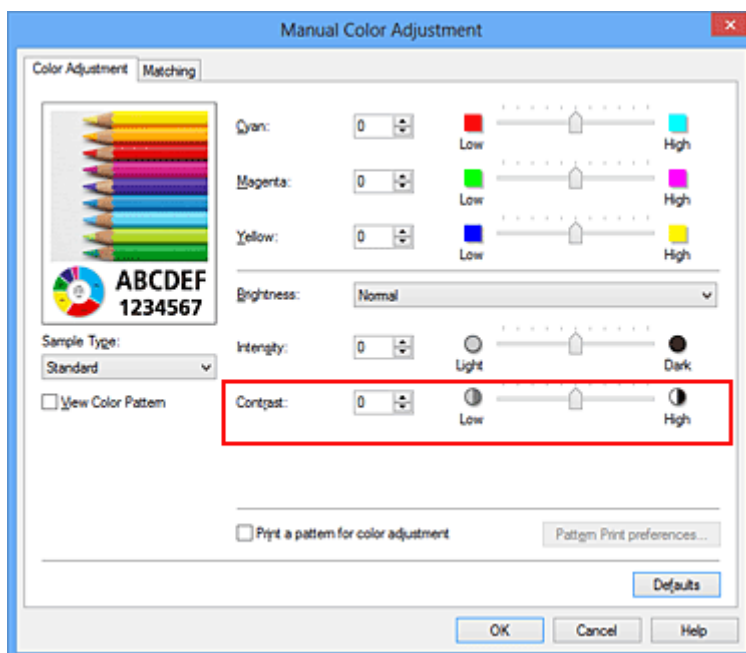 Manual Color Adjustment
Color Adjustment Matching
Cyan: 0 Low High
Magenta: 0 Low High
Yellow: 0 Low High
ABCDEF
1234567
Brightness: Normal
Sample Type:
Standard
Intensity: 0 Light Dark
View Color Pattern
Contrast: 0 Low High
Print a pattern for color adjustment Pattern Print preferences...
Defaults
OK Cancel Help